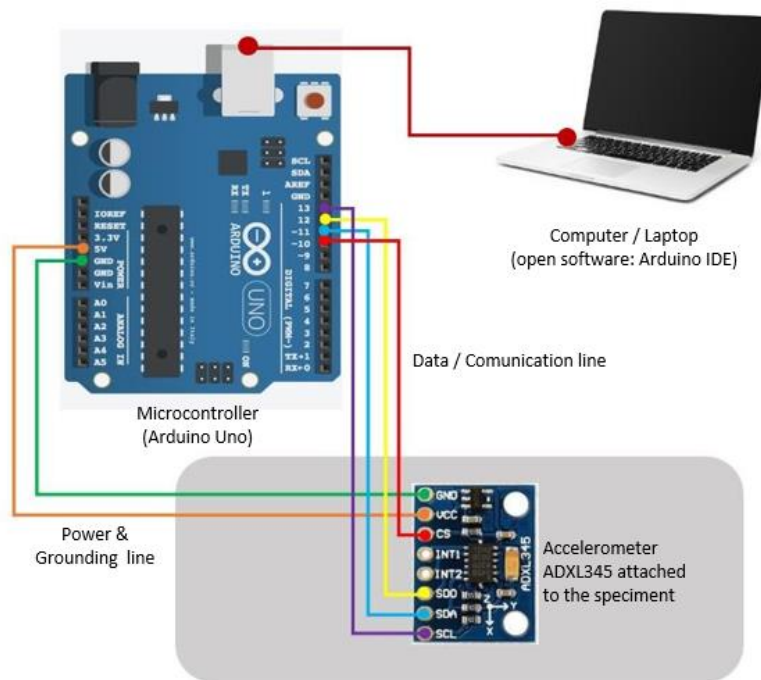 SCL
SDA
AREF
GND
13
12
~11
~10
~9
8
7
6
5
4
3
2
TX→1
RX←0
DIGITAL (PWM~)
IOREF
RESET
3.3V
5V
GND
GND
Vin
POWER
A0
A1
A2
A3
A4
A5
ANALOG IN
TX
RX
ARDUINO
UNO
ON
Computer / Laptop
(open software: Arduino IDE)
Data / Comunication line
Microcontroller
(Arduino Uno)
Power &
Grounding line
GND
VCC
CS
INT1
INT2
SDO
SDA
SCL
ADXL345
Z
Y
X
Accelerometer
ADXL345 attached
to the speciment